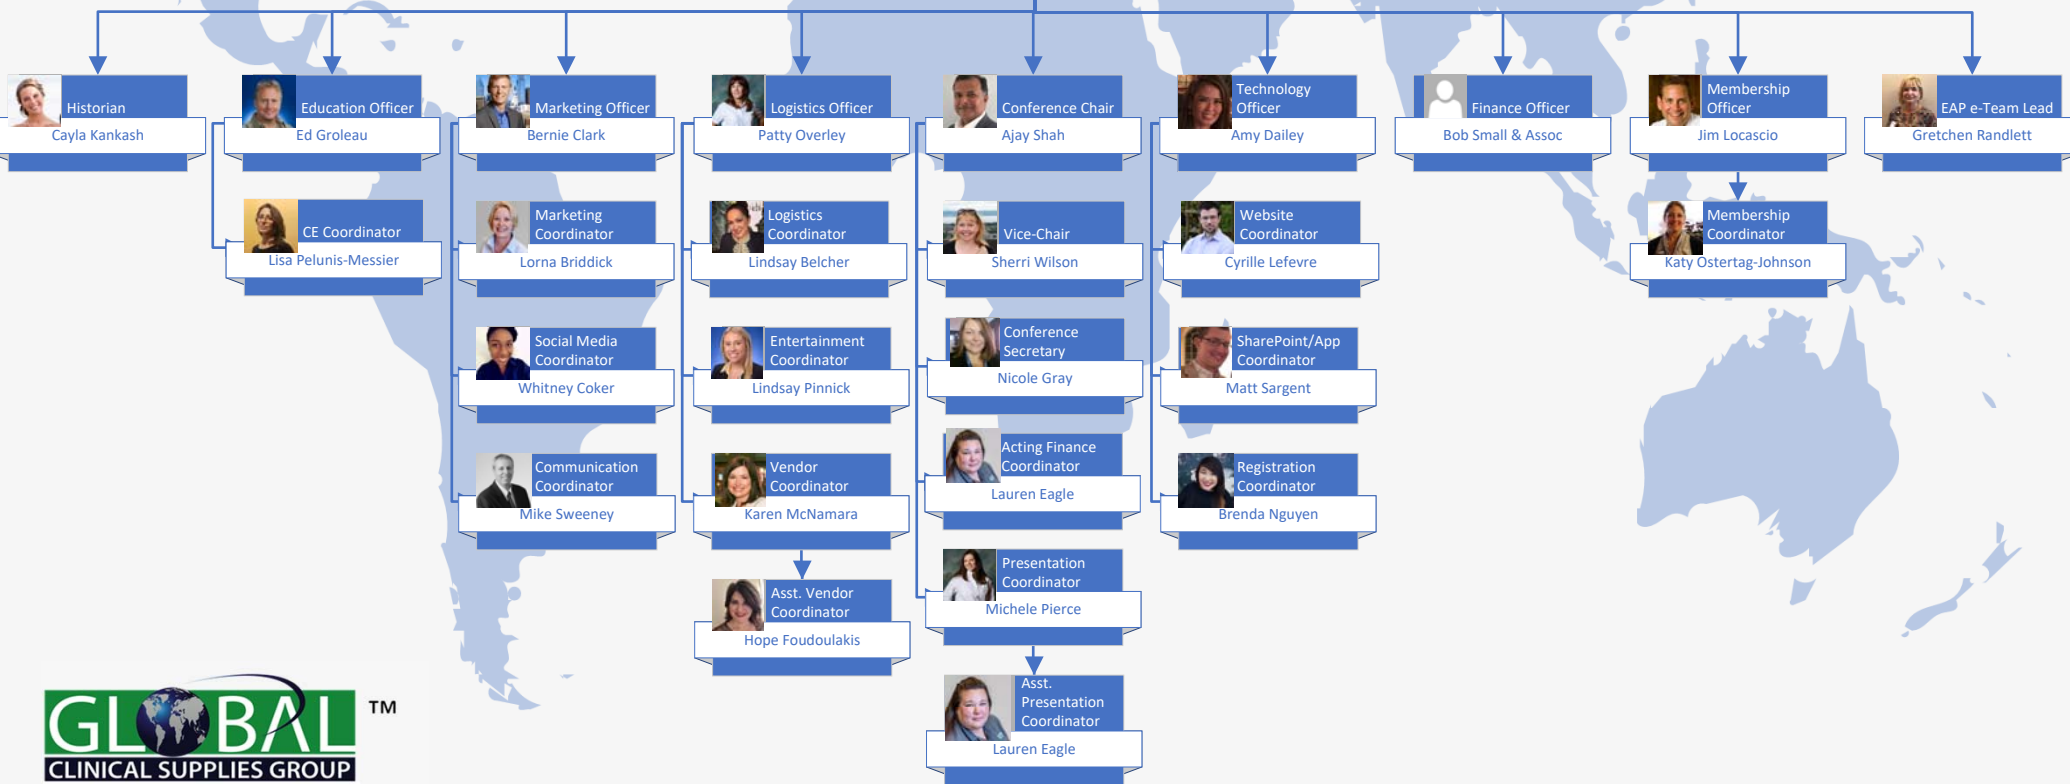 Historian
Cayla Kankash
Education Officer
Ed Groleau
Marketing Officer
Bernie Clark
Logistics Officer
Patty Overley
Conference Chair
Ajay Shah
Technology
Officer
Amy Dailey
Finance Officer
Bob Small & Assoc
Membership
Officer
Jim Locascio
EAP e-Team Lead
Gretchen Randlett
CE Coordinator
Lisa Pelunis-Messier
Marketing
Coordinator
Lorna Briddick
Logistics
Coordinator
Lindsay Belcher
Vice-Chair
Sherri Wilson
Website
Coordinator
Cyrille Lefevre
Membership
Coordinator
Katy Ostertag-Johnson
Social Media
Coordinator
Whitney Coker
Entertainment
Coordinator
Lindsay Pinnick
Conference
Secretary
Nicole Gray
SharePoint/App
Coordinator
Matt Sargent
Communication
Coordinator
Mike Sweeney
Vendor
Coordinator
Karen McNamara
Acting Finance
Coordinator
Lauren Eagle
Registration
Coordinator
Brenda Nguyen
Asst. Vendor
Coordinator
Hope Foudoulakis
Presentation
Coordinator
Michele Pierce
Asst.
Presentation
Coordinator
Lauren Eagle
GLOBAL TM
CLINICAL SUPPLIES GROUP